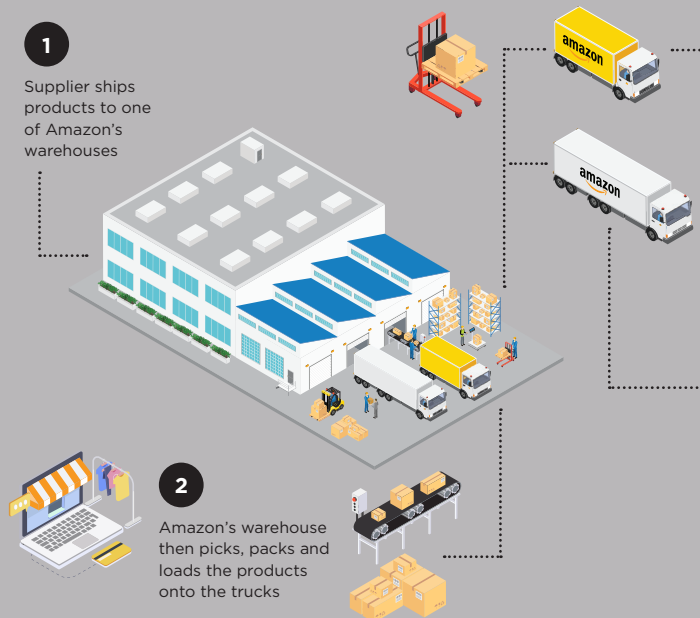 1
Supplier ships
products to one
of Amazon's
warehouses
amazon
amazon
2
Amazon's warehouse
then picks, packs and
loads the products
onto the trucks